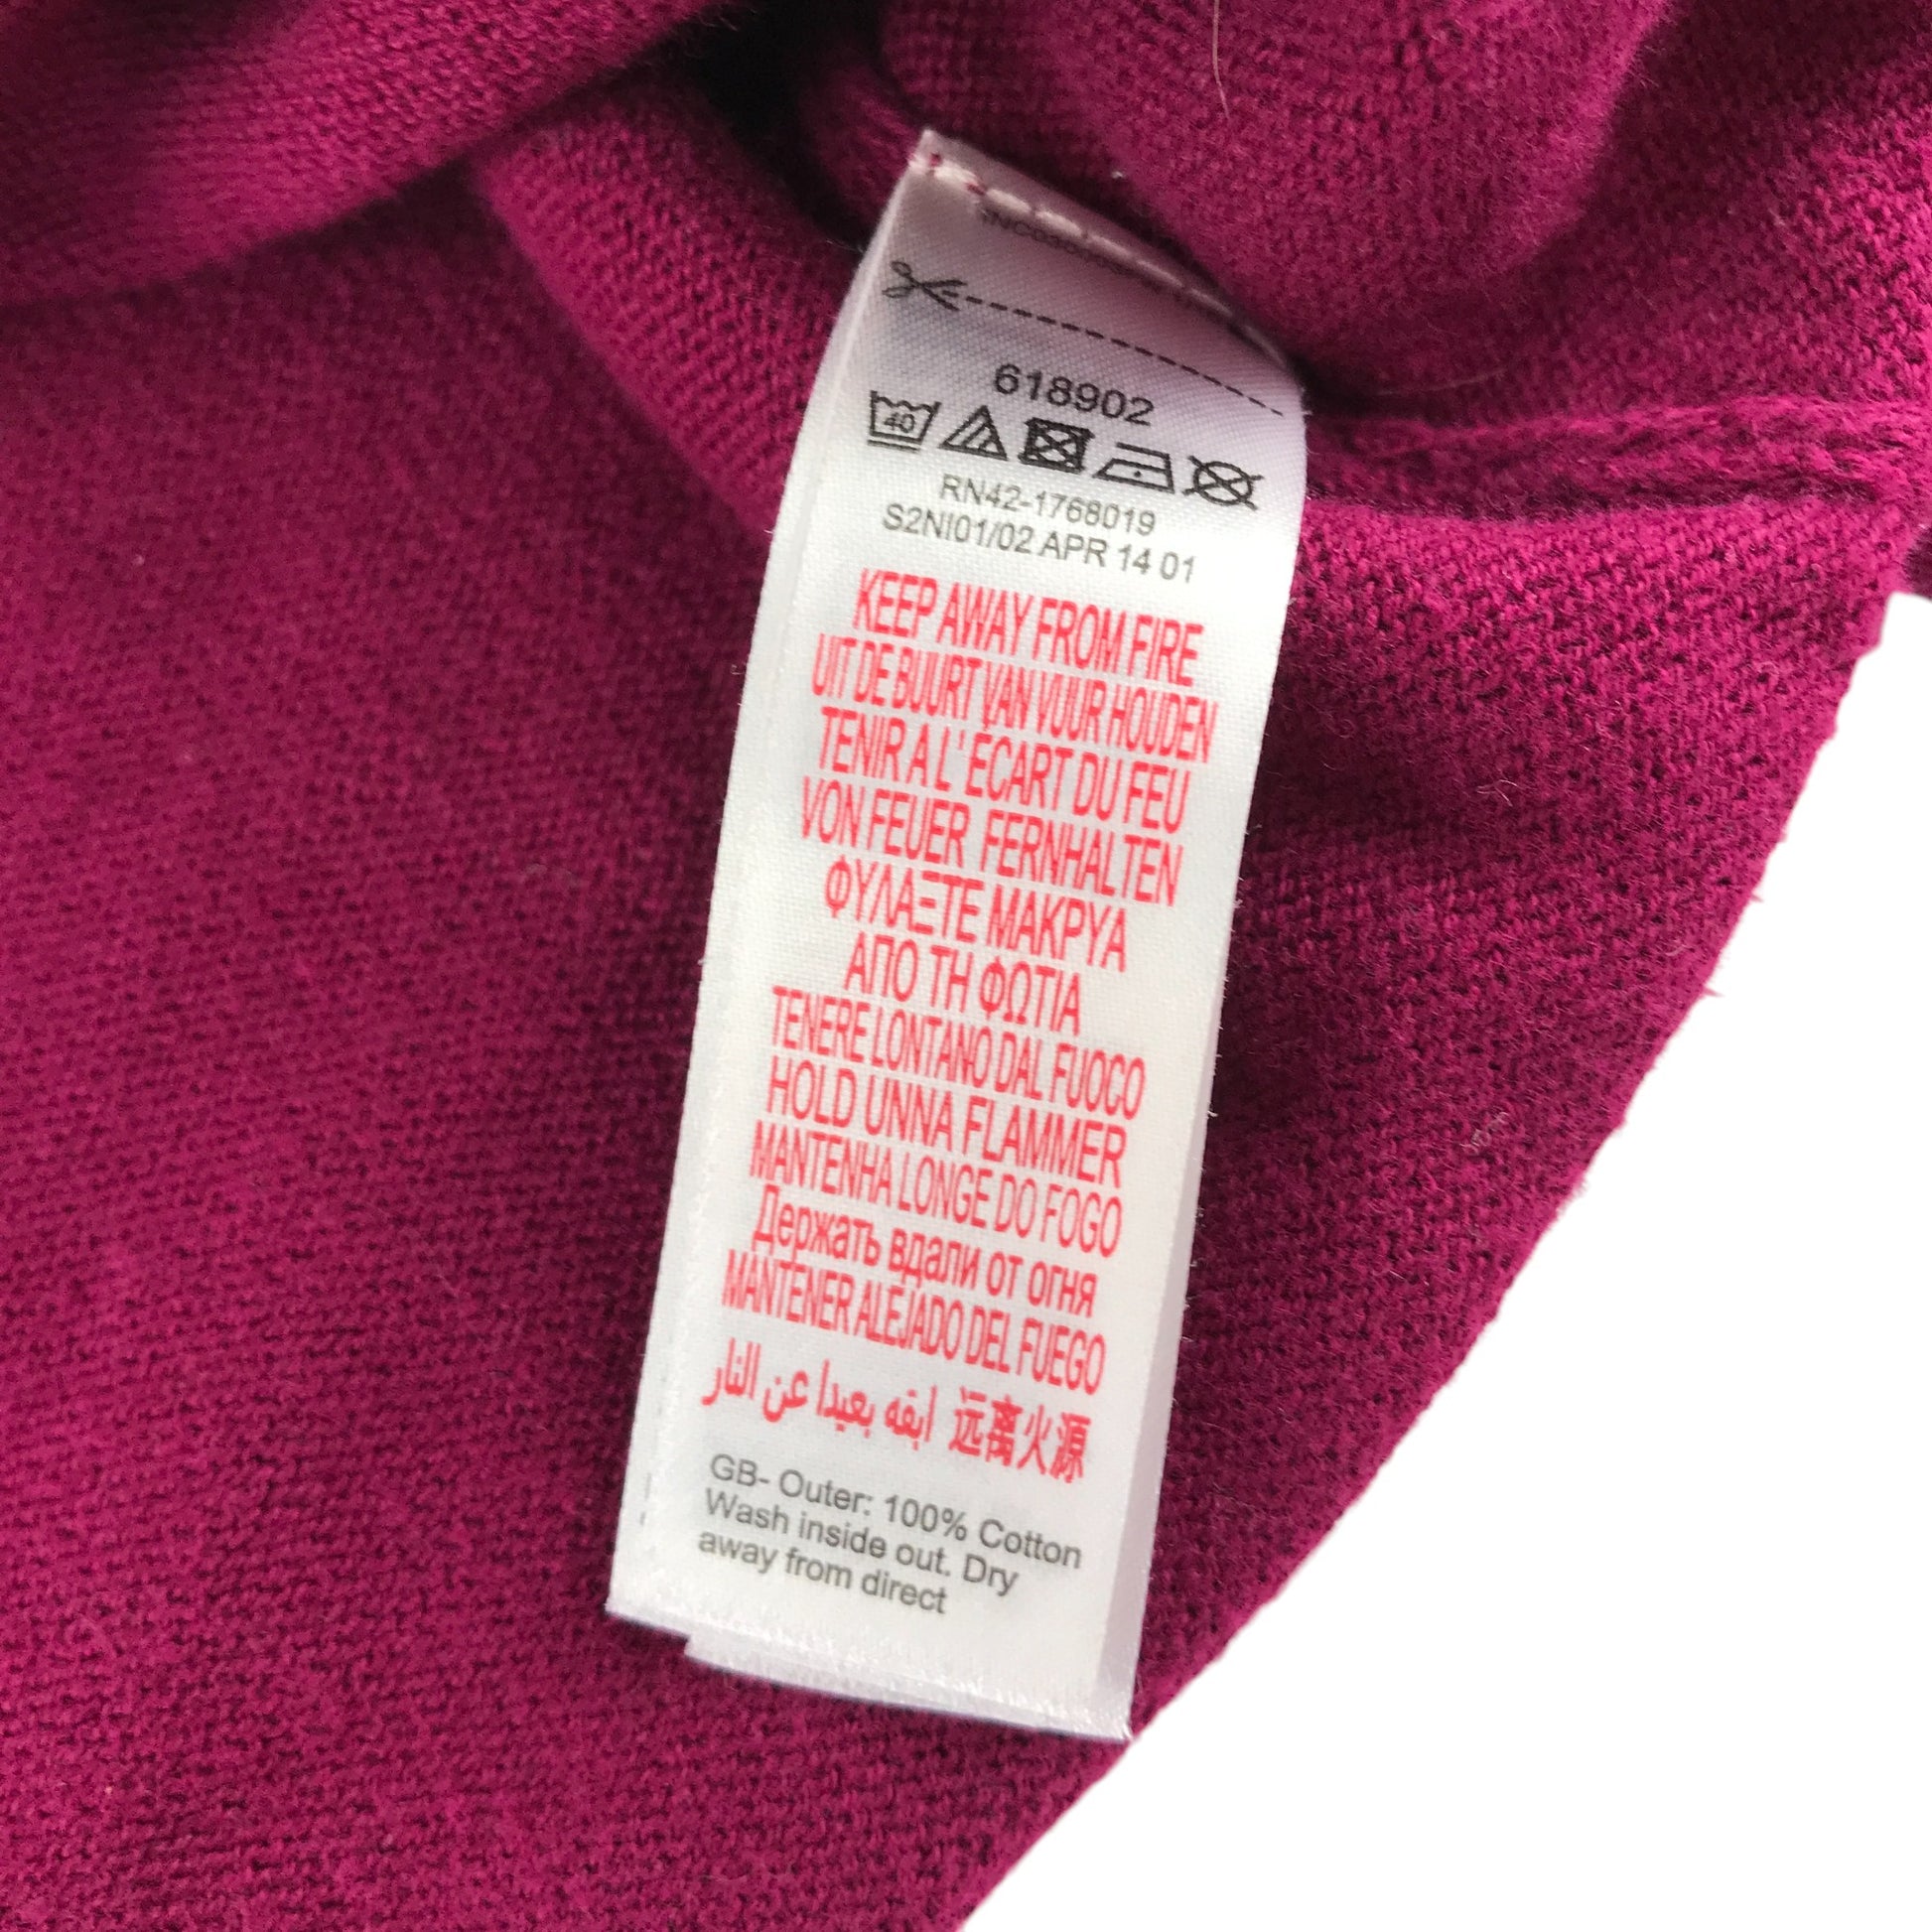 618902
40
RN42-1768019
S2NI01/02 APR 14 01
KEEP AWAY FROM FIRE
UIT DE BUURT VAN VUUR HOUDEN
TENIR A L'ECART DU FEU
VON FEUER FERNHALTEN
ΦΥΛΑΞΤΕ ΜΑΚΡΥΑ
ΑΠΟ ΤΗ ΦΩΤΙΑ
TENERE LONTANO DAL FUOCO
HOLD UNNA FLAMMER
MANTENHA LONGE DO FOGO
Держать вдали от огня
MANTENER ALEJADO DEL FUEGO
ابقه بعيدا عن النار 远离火源
GB- Outer: 100% Cotton
Wash inside out. Dry
away from direct